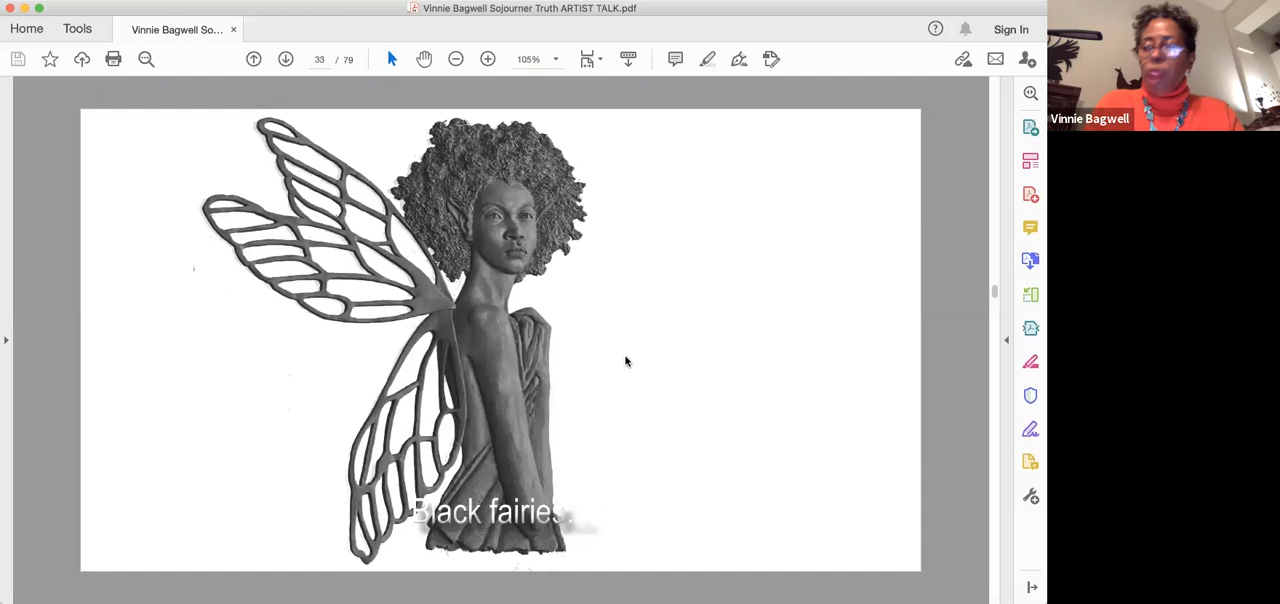 Vinnie Bagwell Sojourner Truth ARTIST TALK.pdf
Home
Tools
Vinnie Bagwell So...
Sign In
33 / 79
105%
Vinnie Bagwell
Black fairies.